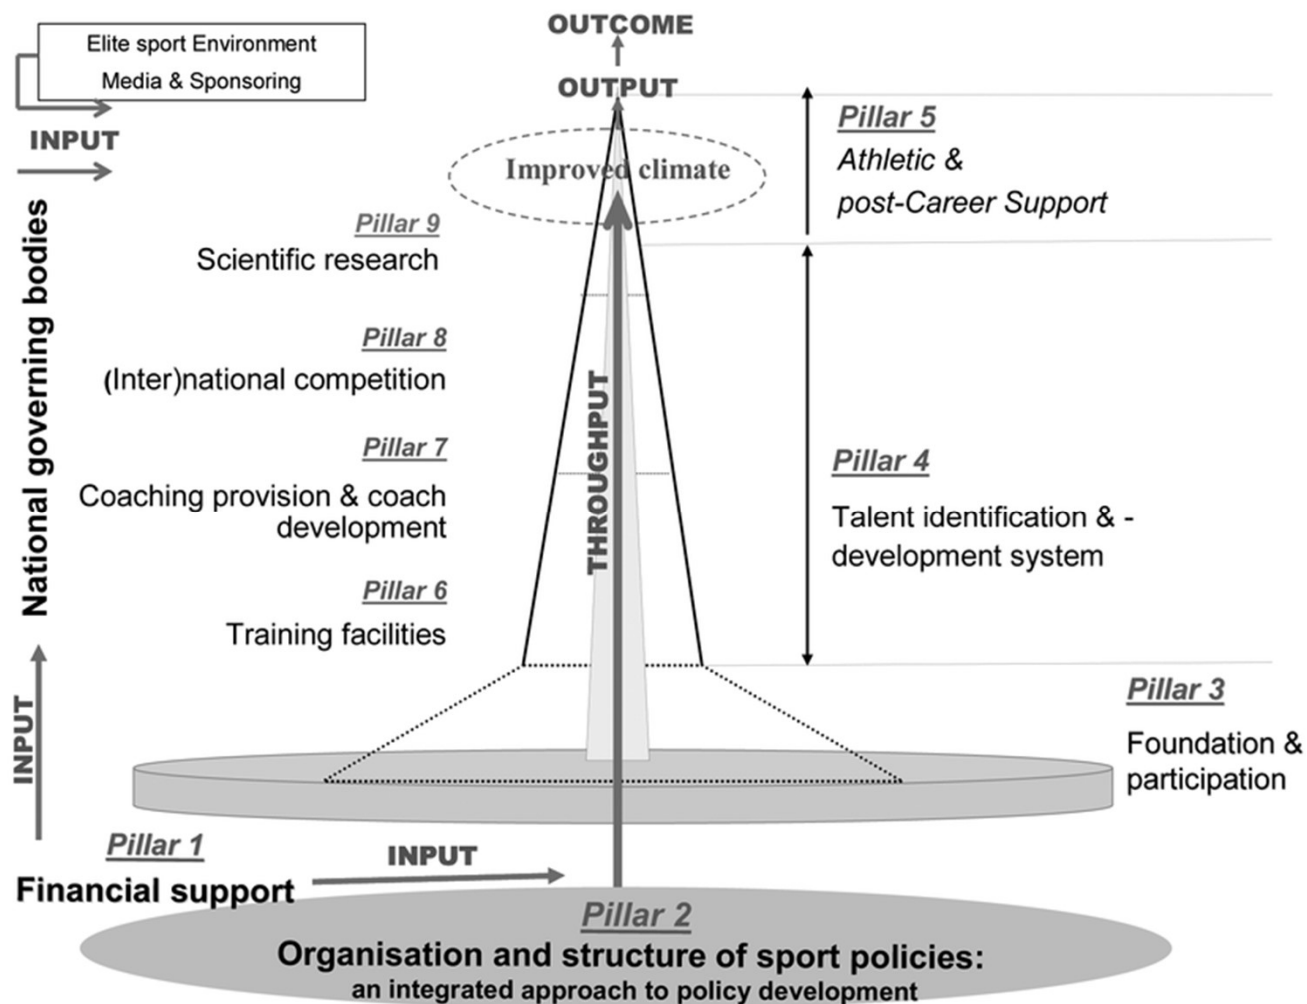 OUTCOME
Elite sport Environment
Media & Sponsoring
OUTPUT
INPUT
Pillar 5
Athletic &
post-Career Support
Improved climate
National governing bodies
Pillar 9
Scientific research
Pillar 8
(Inter)national competition
Pillar 7
Coaching provision & coach
development
THROUGHPUT
Pillar 4
Talent identification & -
development system
Pillar 6
Training facilities
Pillar 3
Foundation &
participation
INPUT
Pillar 1
Financial support
INPUT
Pillar 2
Organisation and structure of sport policies:
an integrated approach to policy development